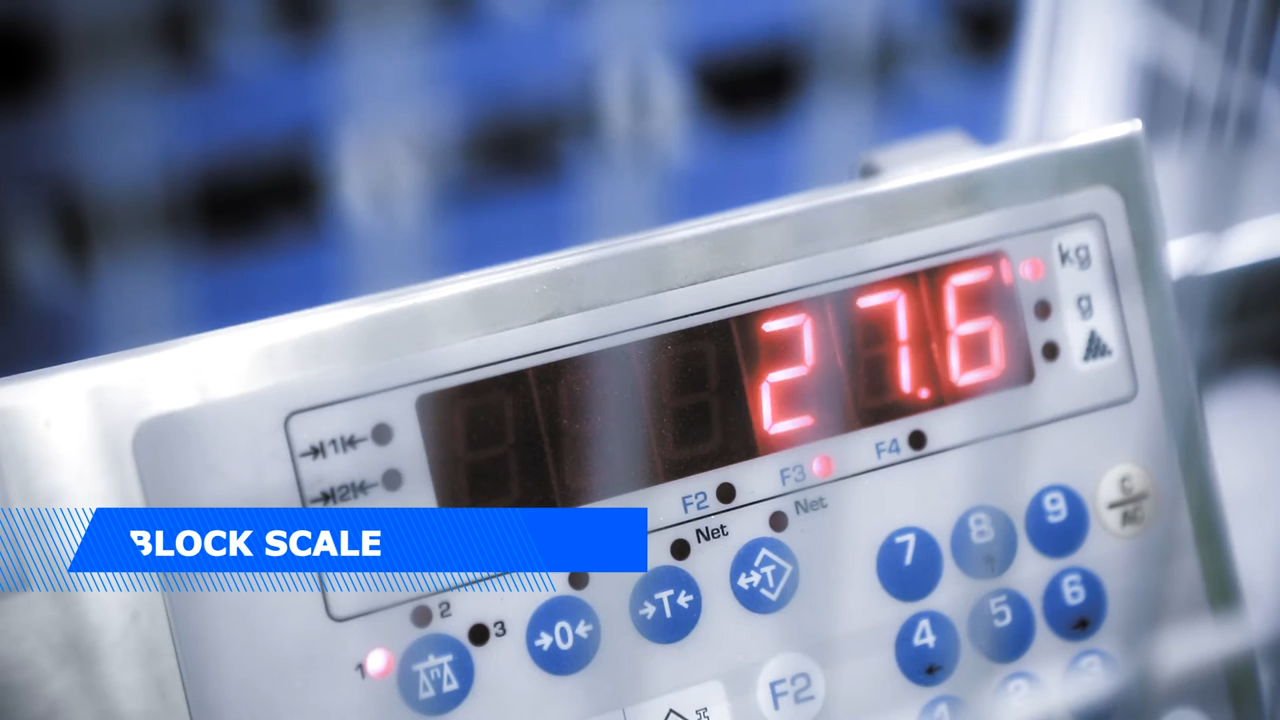 kg
27.6
g
→|1|←
→|2|←
F2 F3 F4
Net Net
BLOCK SCALE
7 8 9
C
→T← ←T→
4 5 6
→0←
2
3
1
F2